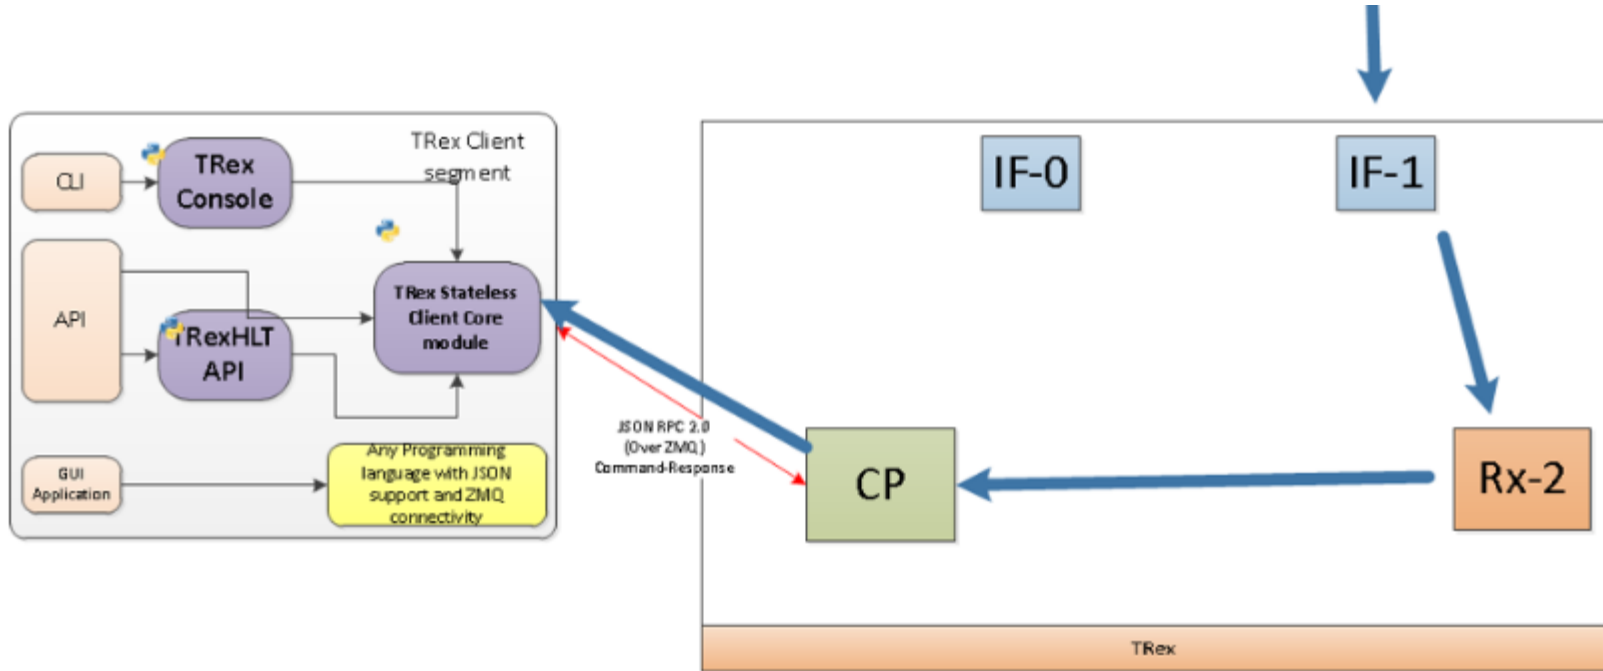 TRex Client
segment
CLI
TRex
Console
API
TRexHLT
API
TRex Stateless
Client Core
module
GUI
Application
Any Programming
language with JSON
support and ZMQ
connectivity
JSON RPC 2.0
(Over ZMQ)
Command-Response
IF-0
IF-1
CP
Rx-2
TRex